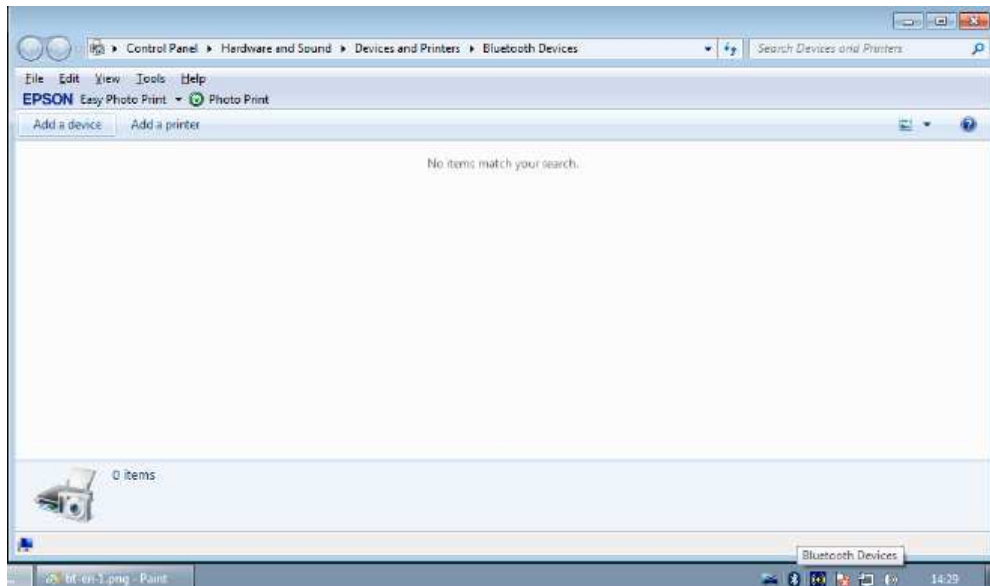 Control Panel ▸ Hardware and Sound ▸ Devices and Printers ▸ Bluetooth Devices
Search Devices and Printers
File Edit View Tools Help
EPSON Easy Photo Print Photo Print
Add a device Add a printer
No items match your search.
0 items
Bluetooth Devices
bt-en-1.png - Paint
14:29